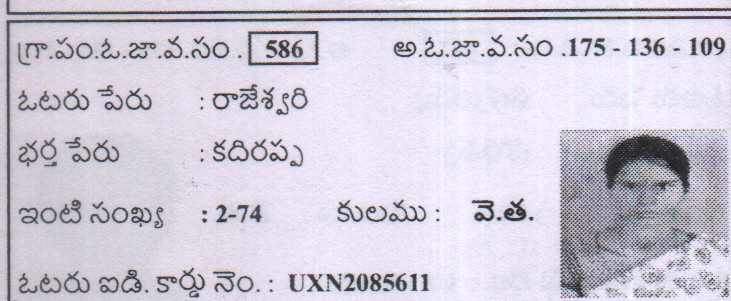 గ్రా.పం.ఓ.జా.వ.సం . 586 అ.ఓ.జా.వ.సం .175 - 136 - 109
ఓటరు పేరు : రాజేశ్వరి
భర్త పేరు : కదిరప్ప
ఇంటి సంఖ్య : 2-74 కులము : వె.త.
ఓటరు ఐడి. కార్డు నెం. : UXN2085611